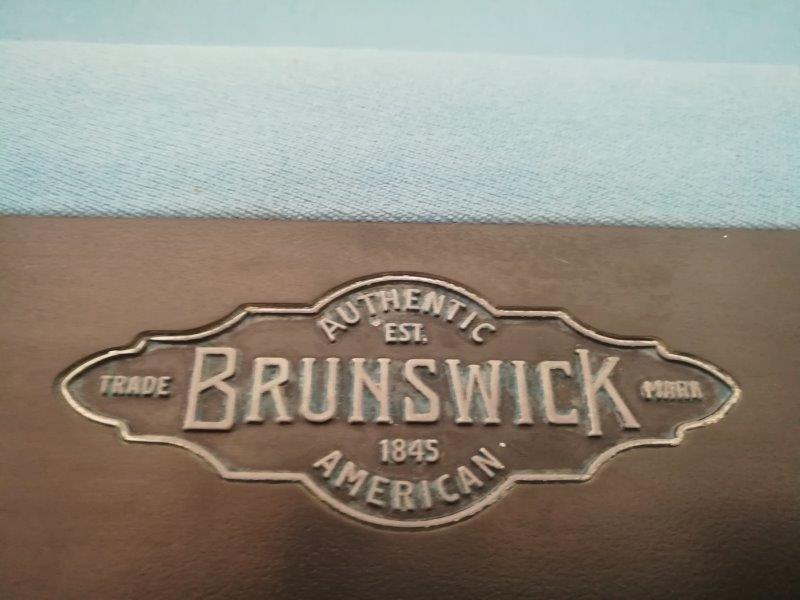 AUTHENTIC
EST.
TRADE BRUNSWICK MARK
1845
AMERICAN